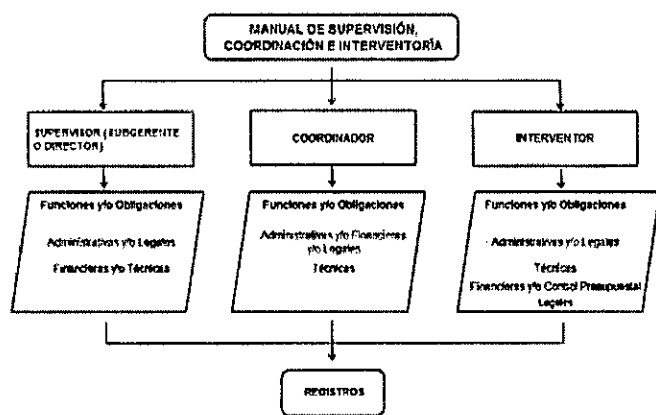 MANUAL DE SUPERVISIÓN,
COORDINACIÓN E INTERVENTORÍA
SUPERVISOR (SUBGERENTE
O DIRECTOR)
COORDINADOR
INTERVENTOR
Funciones y/o Obligaciones
Administrativas y/o Legales
Financieras y/o Técnicas
Funciones y/o Obligaciones
Administrativas y/o Financieras
y/o Legales
Técnicas
Funciones y/o Obligaciones
- Administrativas y/o Legales
Técnicas
Financieras y/o Control Presupuestal
Legales
REGISTROS